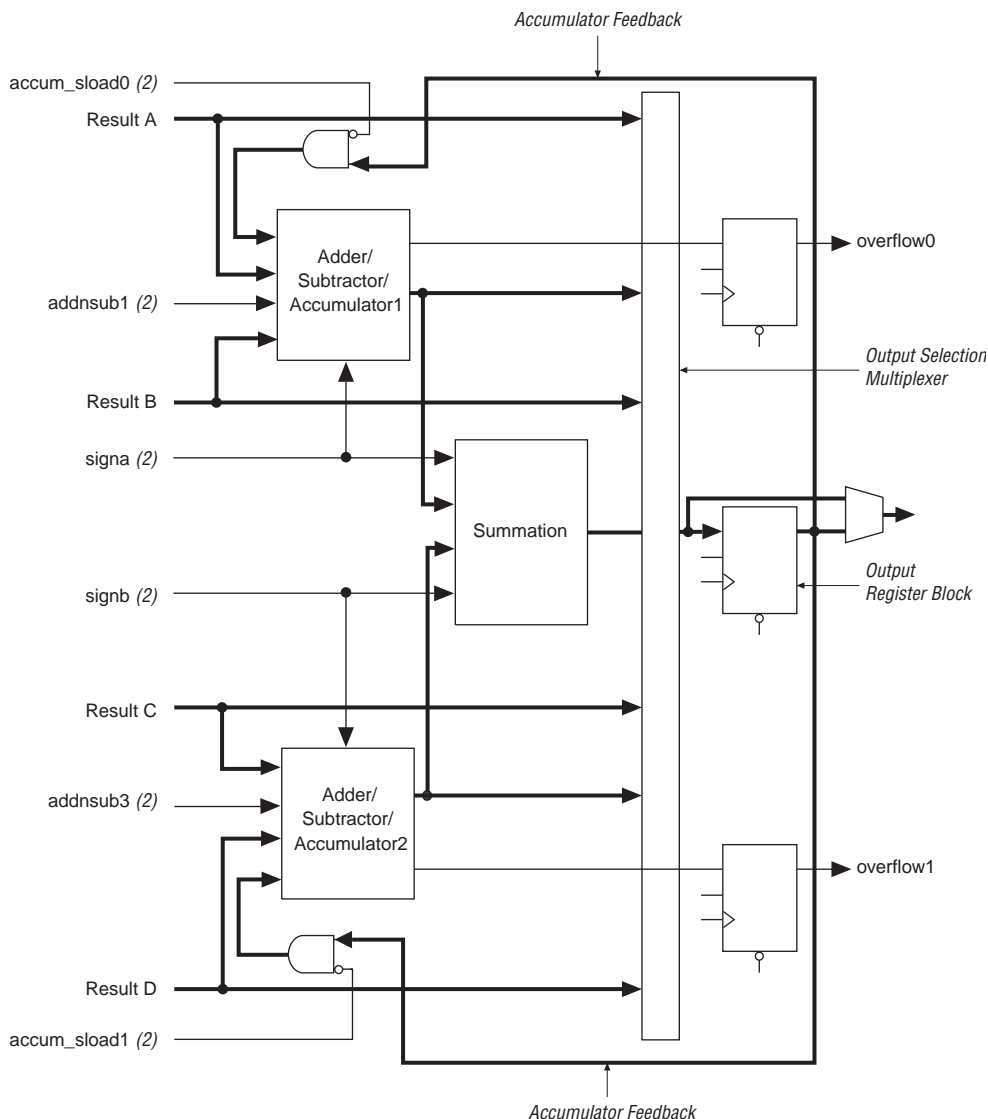 Accumulator Feedback
accum_sload0 (2)
Result A
overflow0
Adder/
Subtractor/
Accumulator1
addnsub1 (2)
Output Selection
Multiplexer
Result B
signa (2)
Summation
Output
Register Block
signb (2)
Result C
Adder/
Subtractor/
Accumulator2
addnsub3 (2)
overflow1
Result D
accum_sload1 (2)
Accumulator Feedback